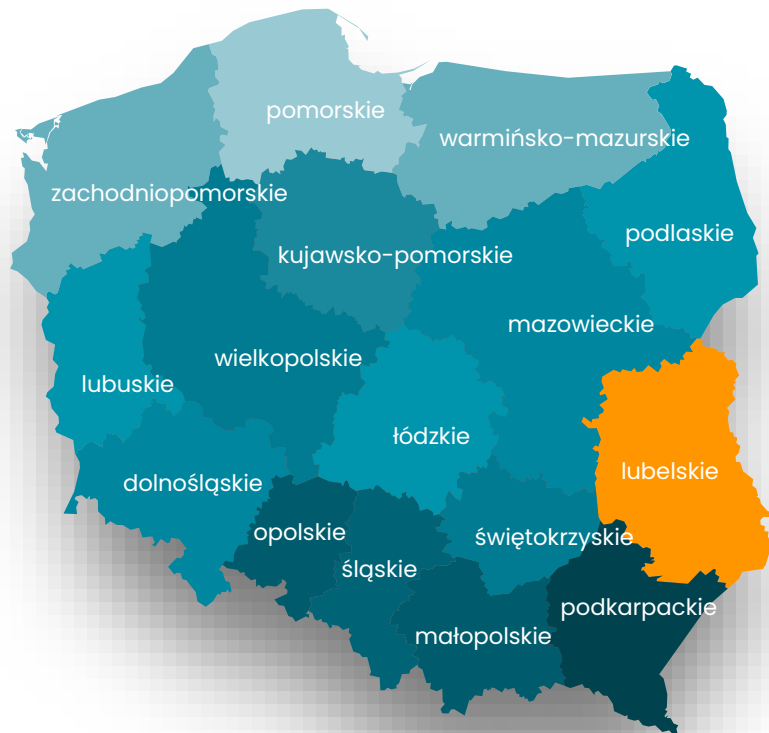 pomorskie
warmińsko-mazurskie
zachodniopomorskie
podlaskie
kujawsko-pomorskie
mazowieckie
wielkopolskie
lubuskie
łódzkie
lubelskie
dolnośląskie
opolskie
świętokrzyskie
śląskie
podkarpackie
małopolskie